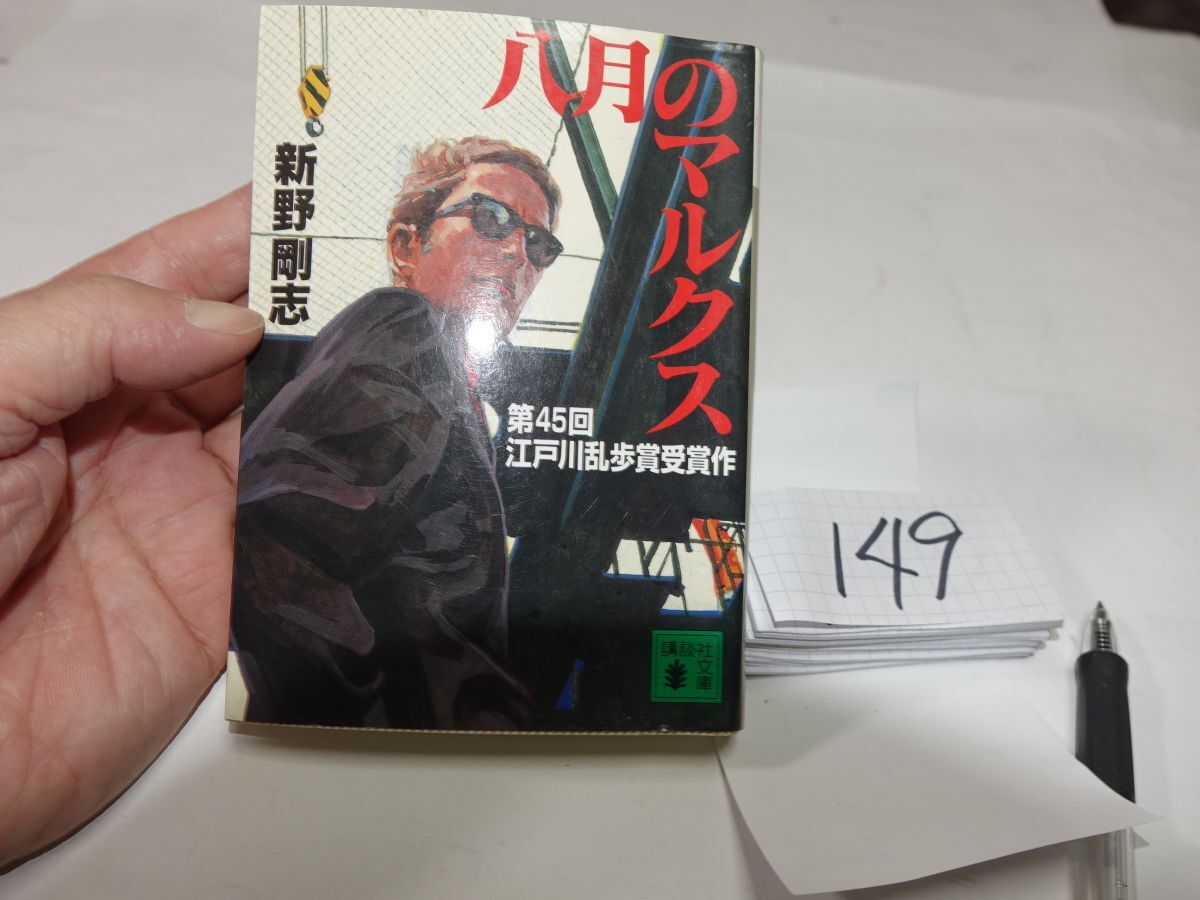 八月のマルクス
新野剛志
第45回
江戸川乱歩賞受賞作
講談社
文庫
149